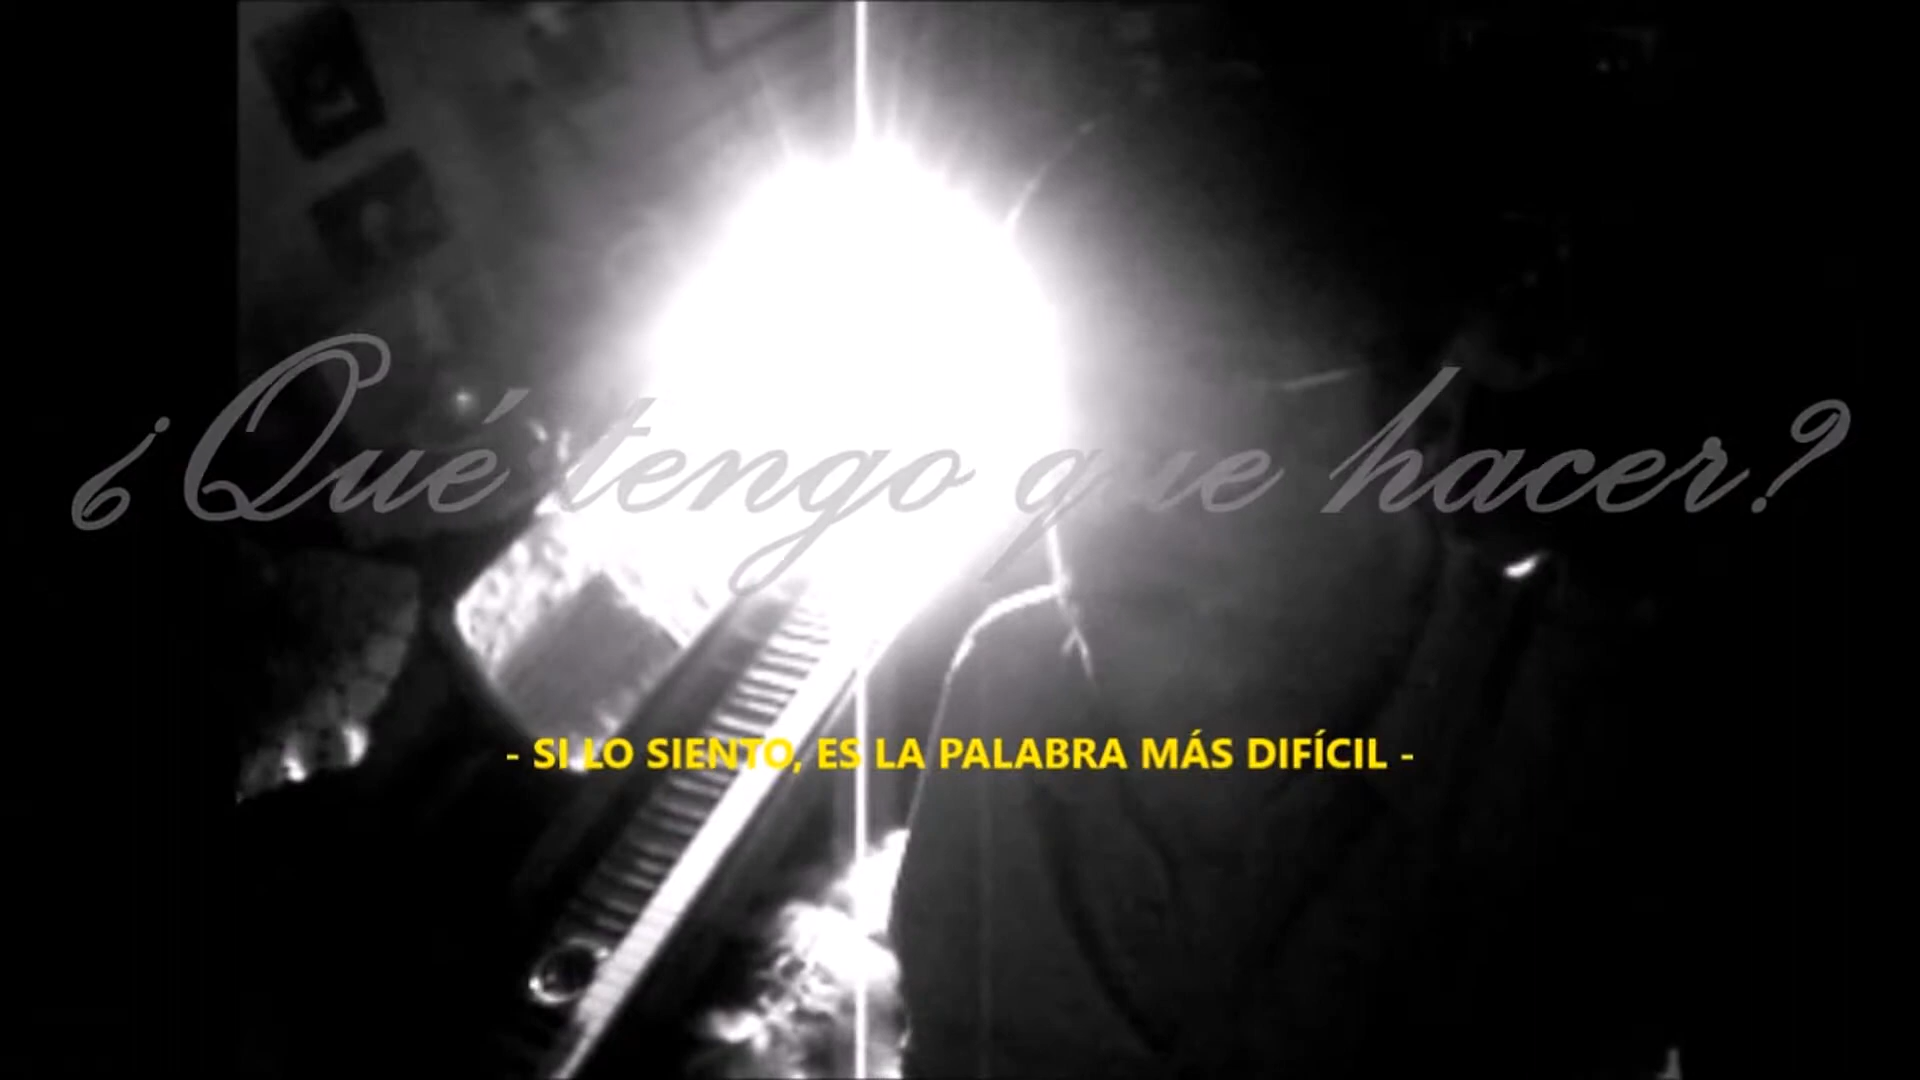 ¿Qué tengo que hacer?
- SI LO SIENTO, ES LA PALABRA MÁS DIFÍCIL -